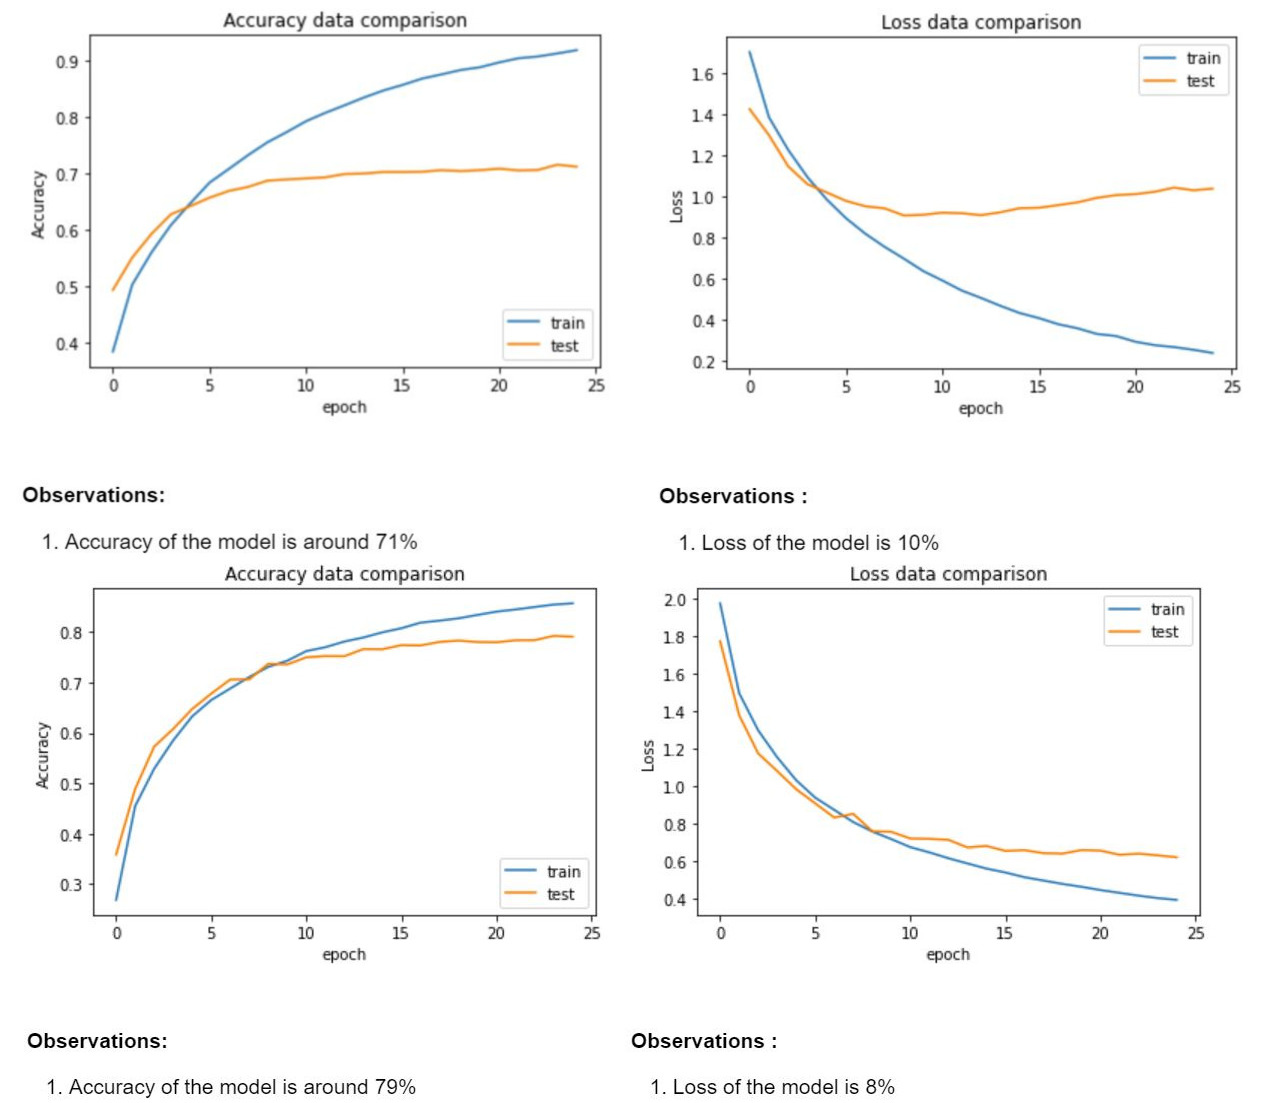 Accuracy data comparison
0.9
0.8
0.7
0.6
0.5
0.4
Accuracy
train
test
0 5 10 15 20 25
epoch
Loss data comparison
train
test
1.6
1.4
1.2
1.0
0.8
0.6
0.4
0.2
Loss
0 5 10 15 20 25
epoch
Observations:
1. Accuracy of the model is around 71%
Observations :
1. Loss of the model is 10%
Accuracy data comparison
0.8
0.7
0.6
0.5
0.4
0.3
Accuracy
train
test
0 5 10 15 20 25
epoch
Loss data comparison
train
test
2.0
1.8
1.6
1.4
1.2
1.0
0.8
0.6
0.4
Loss
0 5 10 15 20 25
epoch
Observations:
1. Accuracy of the model is around 79%
Observations :
1. Loss of the model is 8%